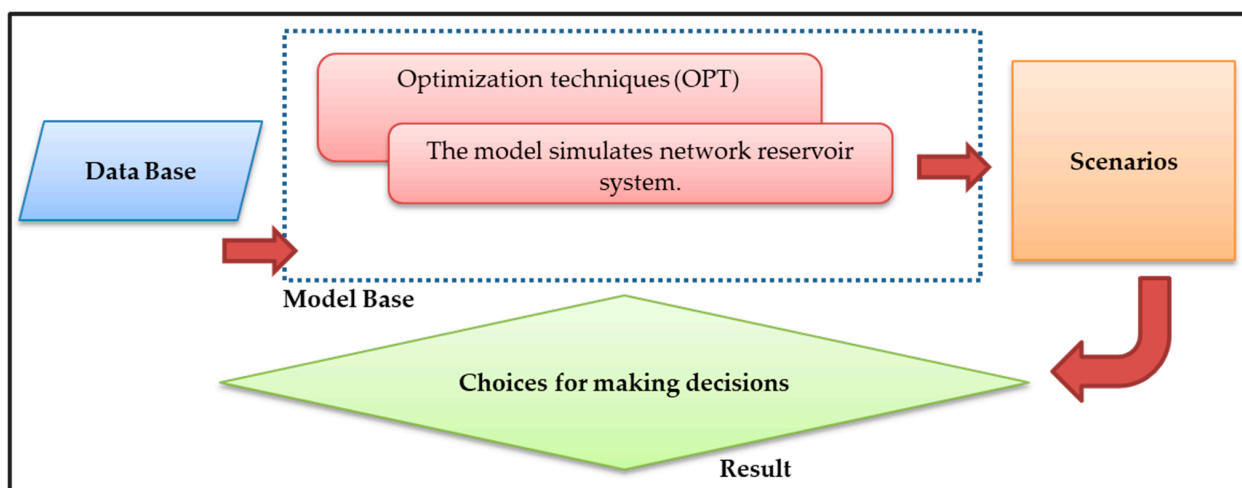 Optimization techniques (OPT)
The model simulates network reservoir
system.
Data Base
Scenarios
Model Base
Choices for making decisions
Result